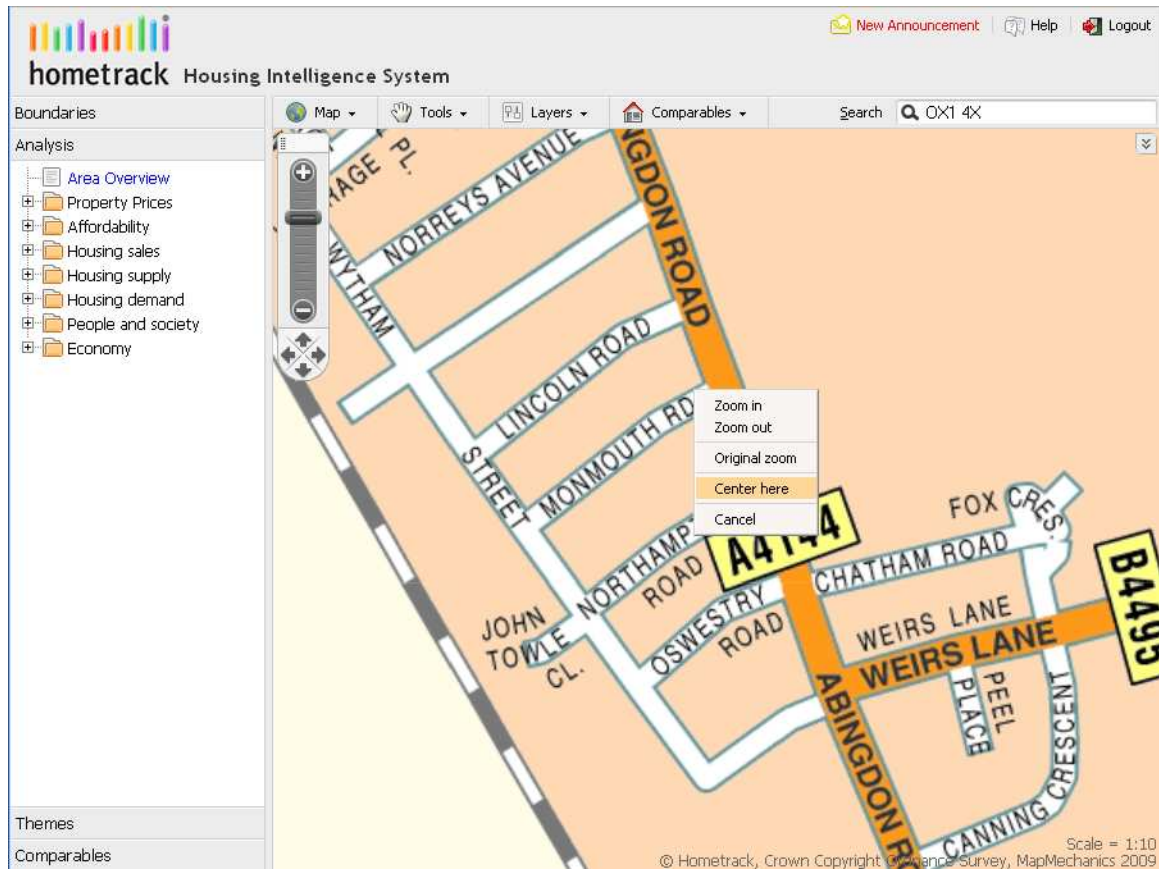 New Announcement
Help
Logout
hometrack Housing Intelligence System
Boundaries
Map
Tools
Layers
Comparables
Search
OX1 4X
Analysis
Area Overview
Property Prices
Affordability
Housing sales
Housing supply
Housing demand
People and society
Economy
Themes
Comparables
PL.
NORREYS AVENUE
NGDON ROAD
WYTHAM
STREET
LINCOLN ROAD
MONMOUTH RD
Zoom in
Zoom out
Original zoom
Center here
Cancel
A4144
NORTHAMPT
ROAD
JOHN
TOWLE
CL.
OSWESTRY
ROAD
CHATHAM ROAD
FOX CRES.
B4495
WEIRS LANE
WEIRS LANE
PEEL
PLACE
ABINGDON R
CANNING CRESCENT
Scale = 1:10
© Hometrack, Crown Copyright Ordnance Survey, MapMechanics 2009